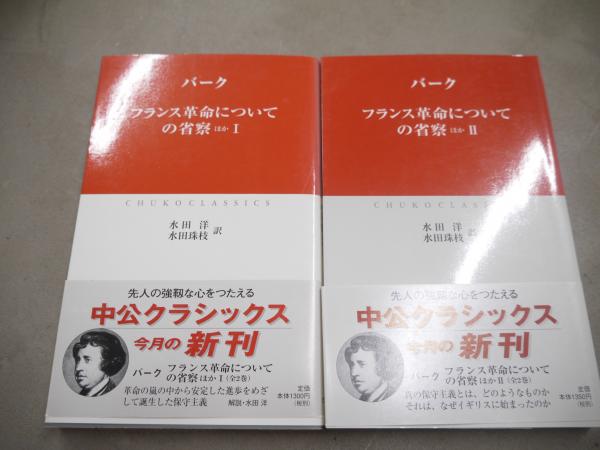 バーク
フランス革命について
の省察 ほか Ⅰ
CHUKOCLASSICS
水田 洋
水田珠枝 訳
先人の強靱な心をつたえる
中公クラシックス
今月の 新刊
バーク フランス革命について
の省察 ほか Ⅰ (全2巻)
革命の嵐の中から安定した進歩をめざ
して誕生した保守主義 解説・水田 洋
定価
本体1300円
(税別)
バーク
フランス革命について
の省察 ほか Ⅱ
CHUKOCLASSICS
水田 洋
水田珠枝 訳
先人の強靱な心をつたえる
中公クラシックス
今月の 新刊
バーク フランス革命について
の省察 ほか Ⅱ (全2巻)
真の保守主義とは、どのようなものか
それは、なぜイギリスに始まったのか
定価
本体1350円
(税別)